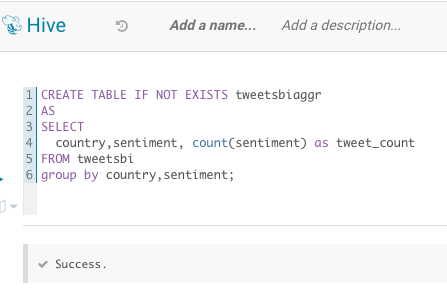 Hive Add a name... Add a description...
1 CREATE TABLE IF NOT EXISTS tweetsbiaggr
2 AS
3 SELECT
4 country,sentiment, count(sentiment) as tweet_count
5 FROM tweetsbi
6 group by country,sentiment;
Success.